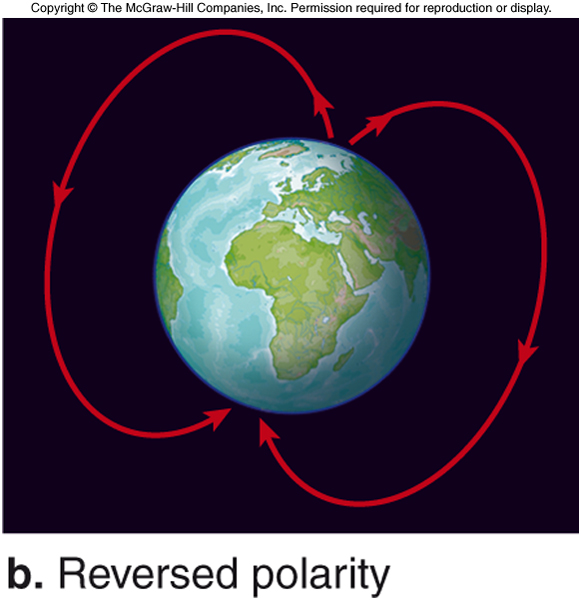 Copyright © The McGraw-Hill Companies, Inc. Permission required for reproduction or display.
b. Reversed polarity